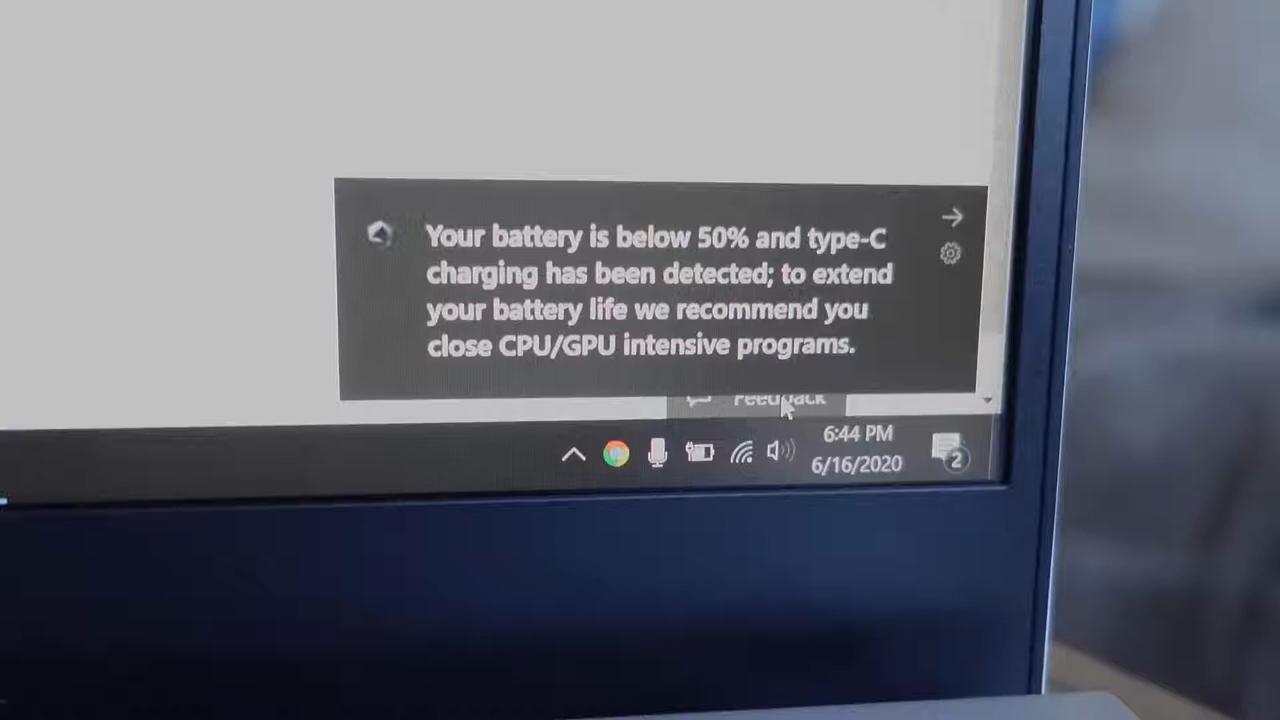 Your battery is below 50% and type-C
charging has been detected; to extend
your battery life we recommend you
close CPU/GPU intensive programs.
Feedback
6:44 PM
6/16/2020
2